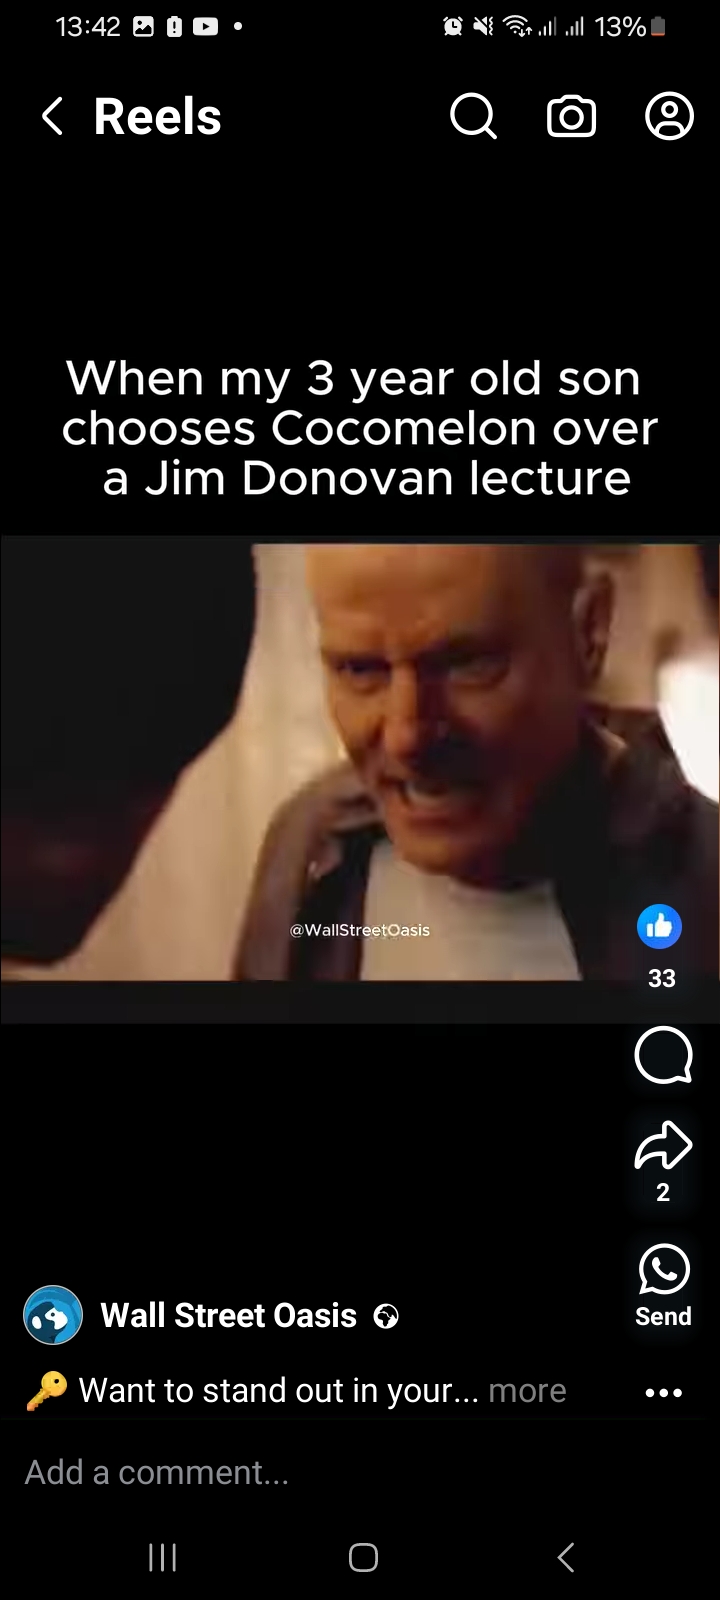 13:42
13%
Reels
When my 3 year old son
chooses Cocomelon over
a Jim Donovan lecture
@WallStreetOasis
33
2
Send
Wall Street Oasis
🔑 Want to stand out in your... more
Add a comment...